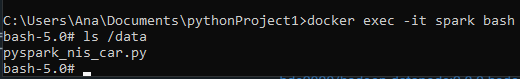 C:\Users\Ana\Documents\pythonProject1>docker exec -it spark bash
bash-5.0# ls /data
pyspark_nis_car.py
bash-5.0#